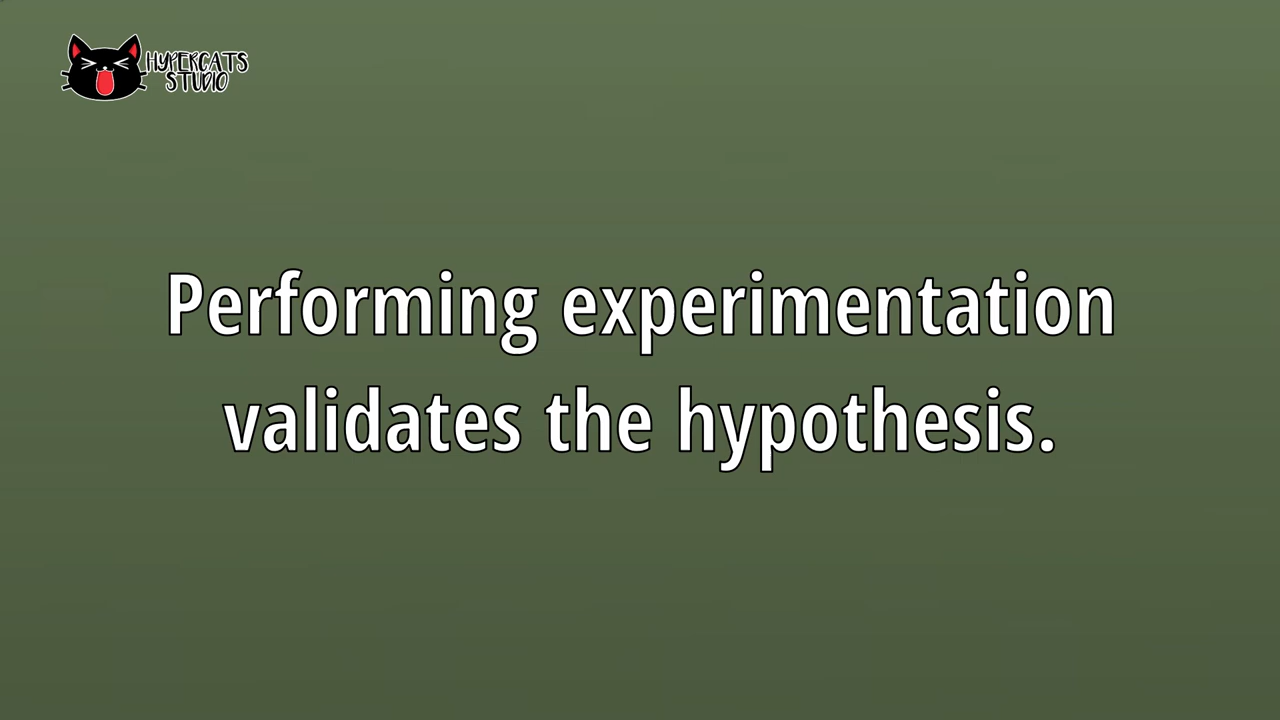 HYPERCATS
STUDIO
Performing experimentation
validates the hypothesis.